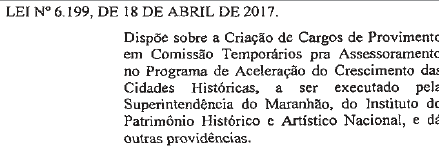 LEI Nº 6.199, DE 18 DE ABRIL DE 2017.
Dispõe sobre a Criação de Cargos de Provimento
em Comissão Temporários pra Assessoramento
no Programa de Aceleração do Crescimento das
Cidades Históricas, a ser executado pela
Superintendência do Maranhão, do Instituto do
Patrimônio Histórico e Artístico Nacional, e dá
outras providências.